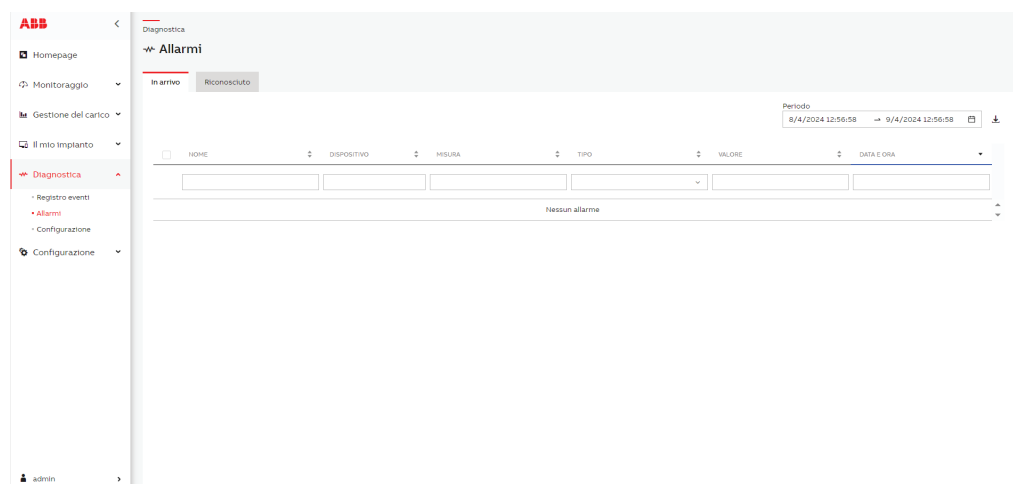 ABB
Homepage
Monitoraggio
Gestione del carico
Il mio impianto
Diagnostica
Registro eventi
Allarmi
Configurazione
Configurazione
admin
Diagnostica
Allarmi
In arrivo Riconosciuto
Periodo
8/4/2024 12:56:58 → 9/4/2024 12:56:58
NOME DISPOSITIVO MISURA TIPO VALORE DATA E ORA
Nessun allarme